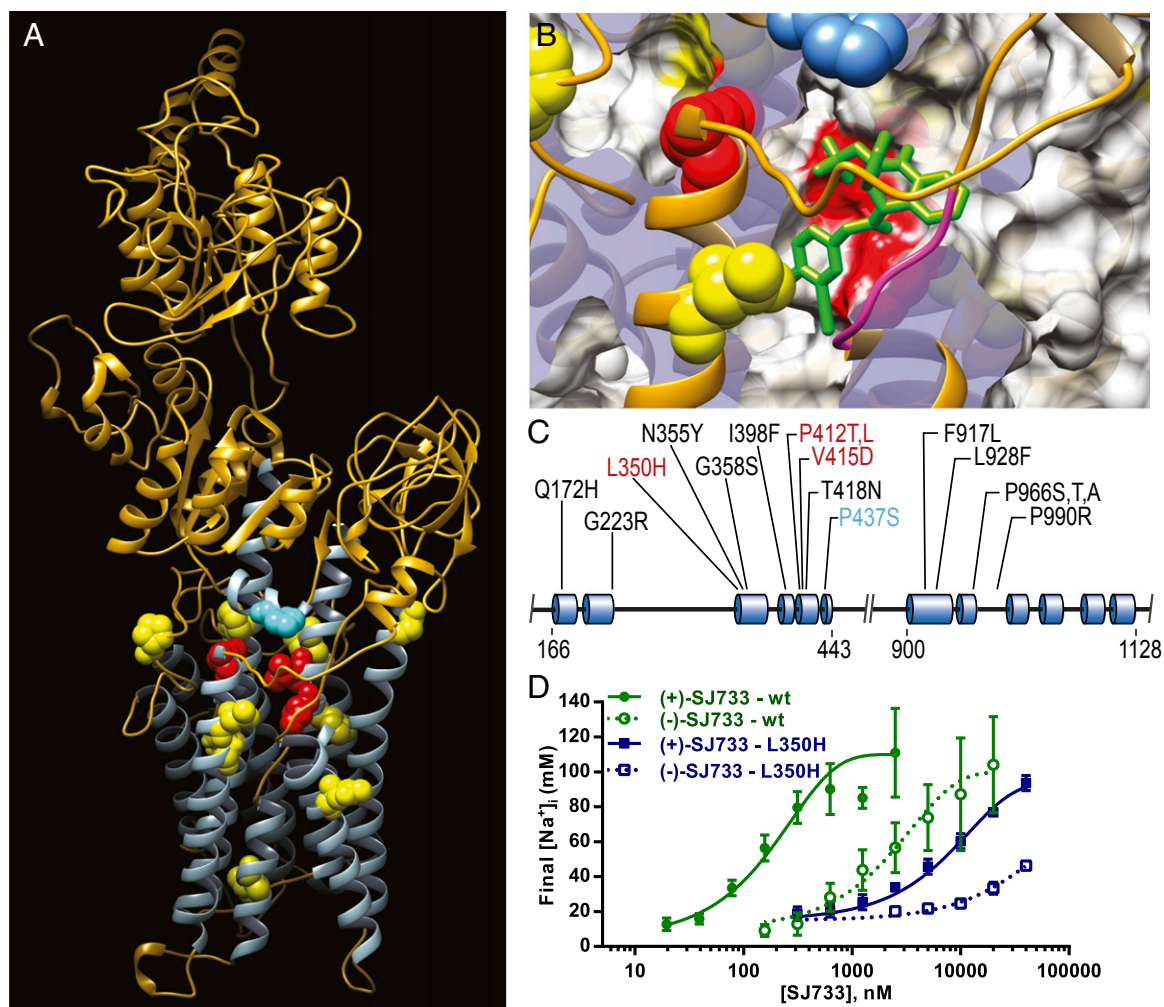 A
B
C
N355Y
I398F
P412T,L
F917L
L350H
G358S
V415D
L928F
Q172H
T418N
P966S,T,A
G223R
P437S
P990R
166
443
900
1128
D
(+)-SJ733 - wt
(-)-SJ733 - wt
(+)-SJ733 - L350H
(-)-SJ733 - L350H
Final [Na⁺]ᵢ (mM)
140
120
100
80
60
40
20
0
10
100
1000
10000
100000
[SJ733], nM